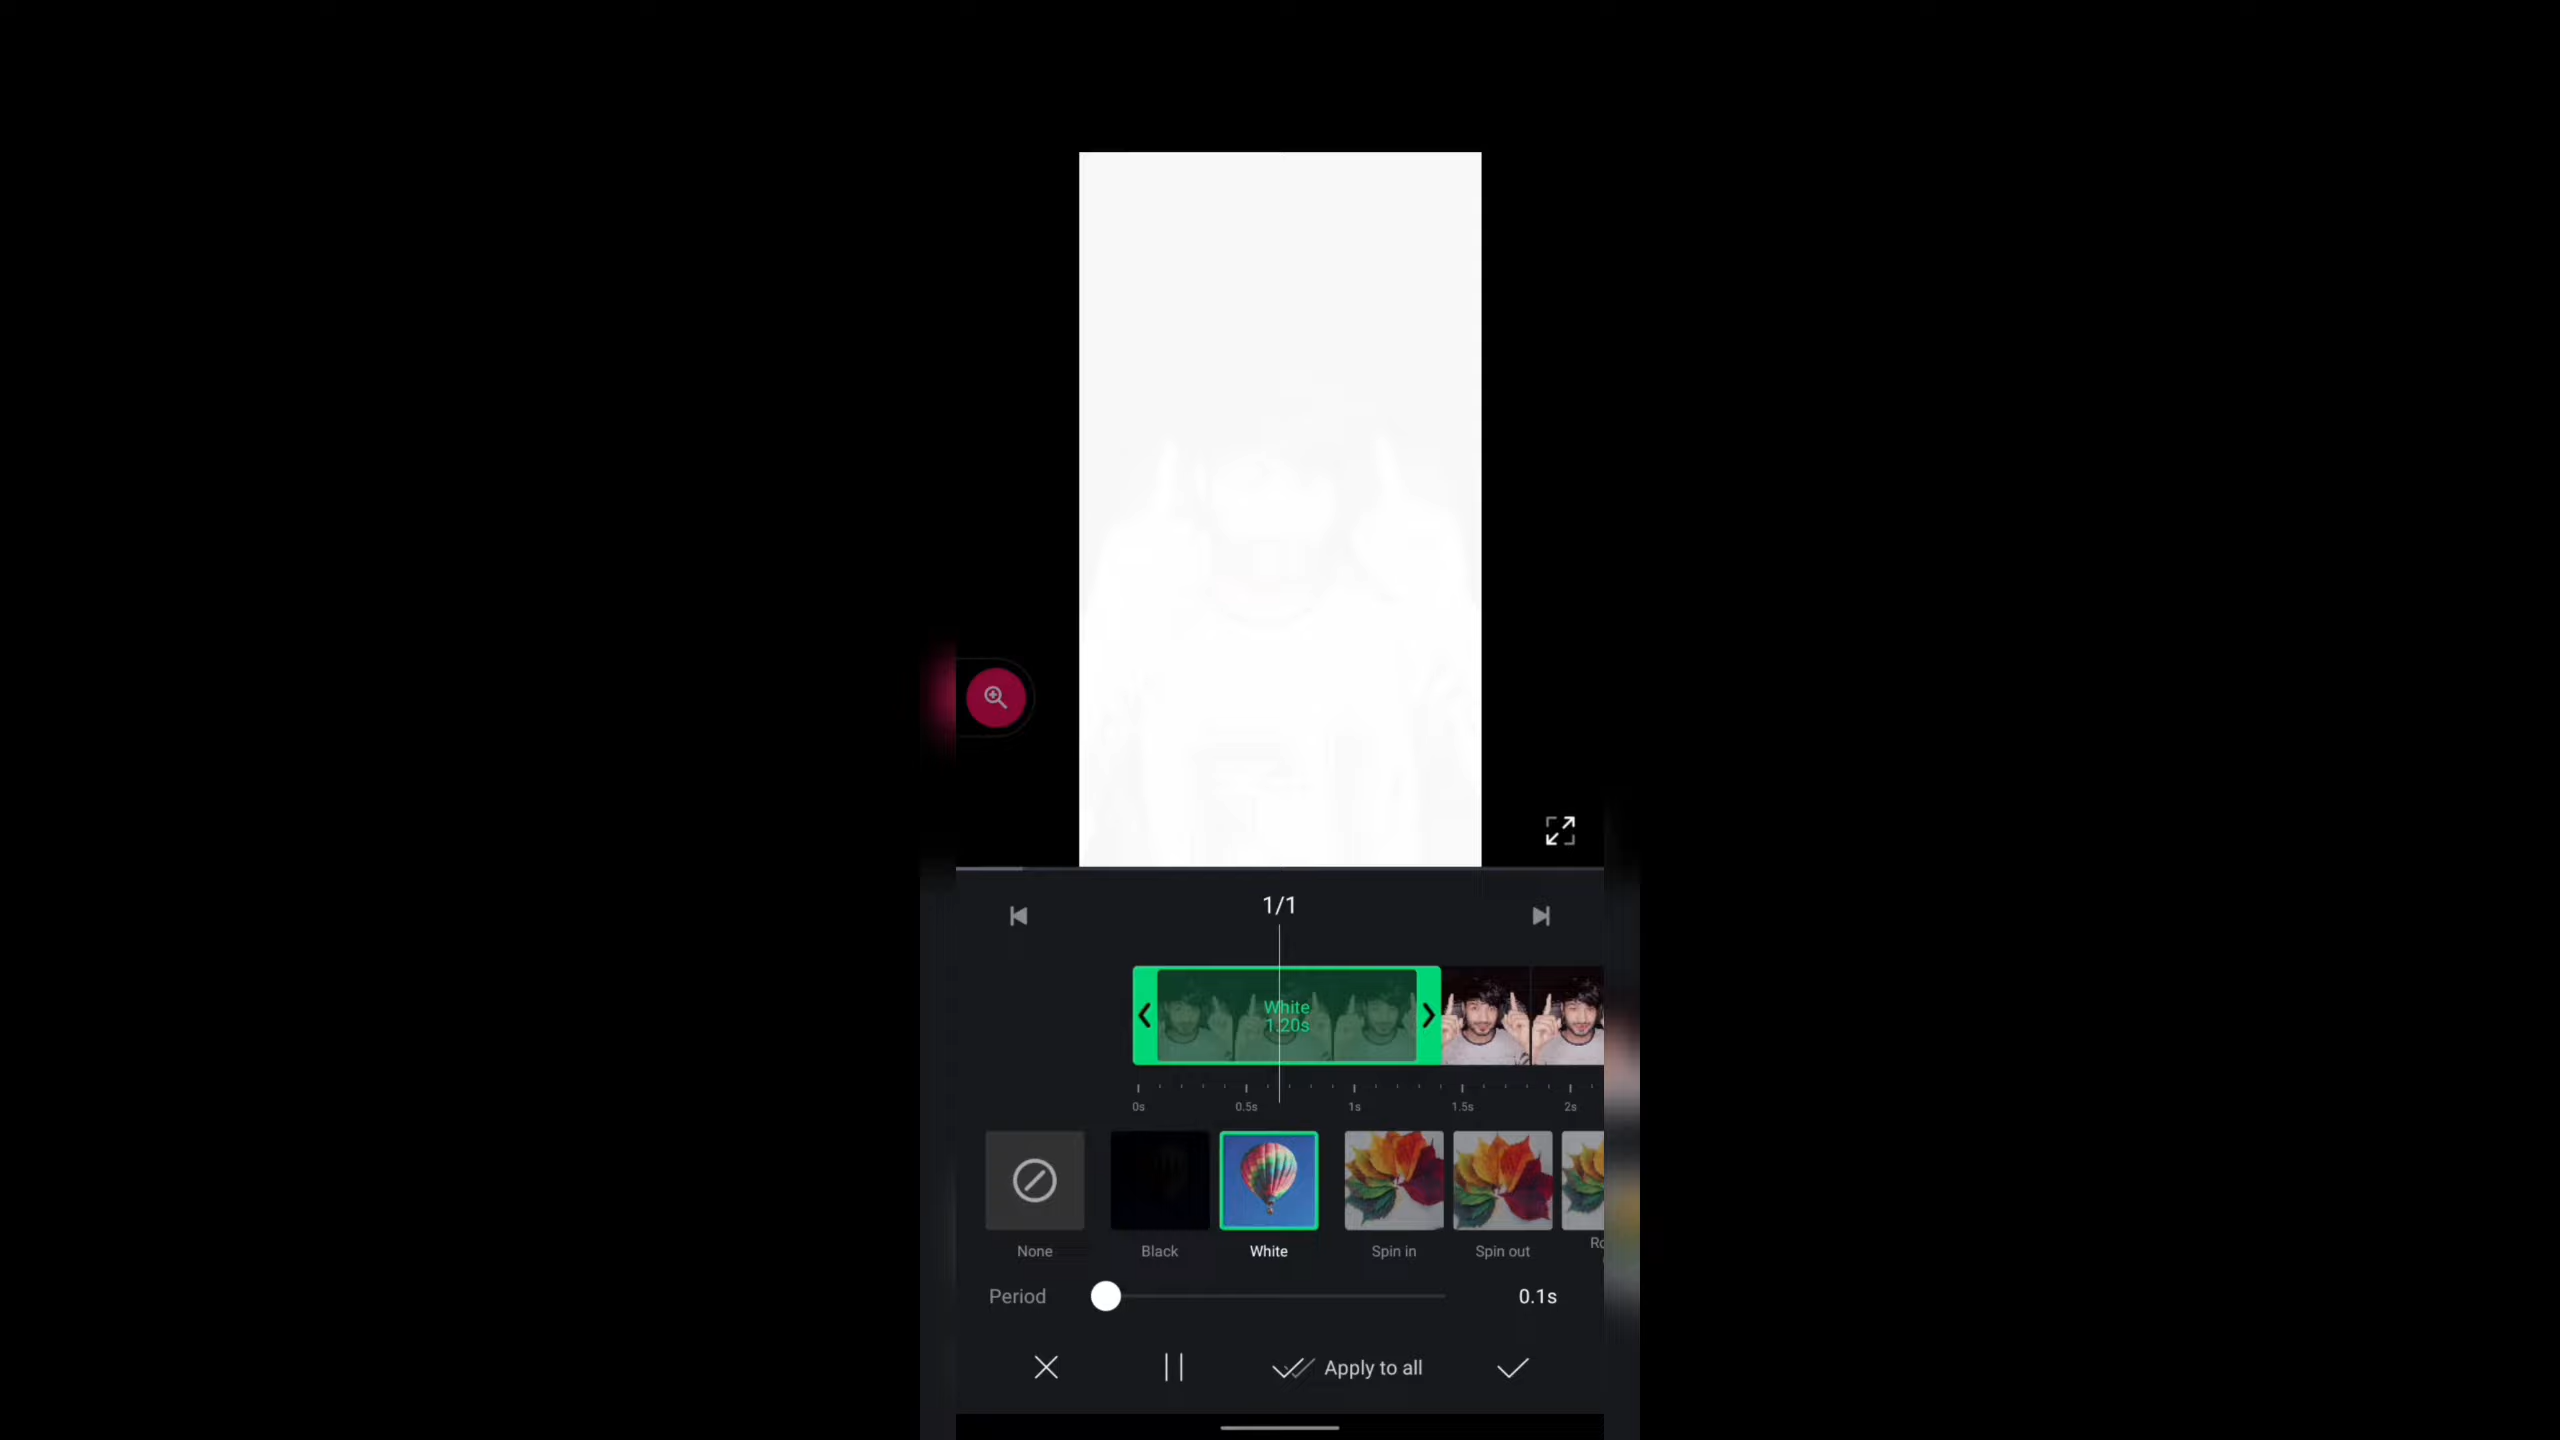 1/1
White
1.20s
0s 0.5s 1s 1.5s 2s
None Black White Spin in Spin out
Period 0.1s
Apply to all